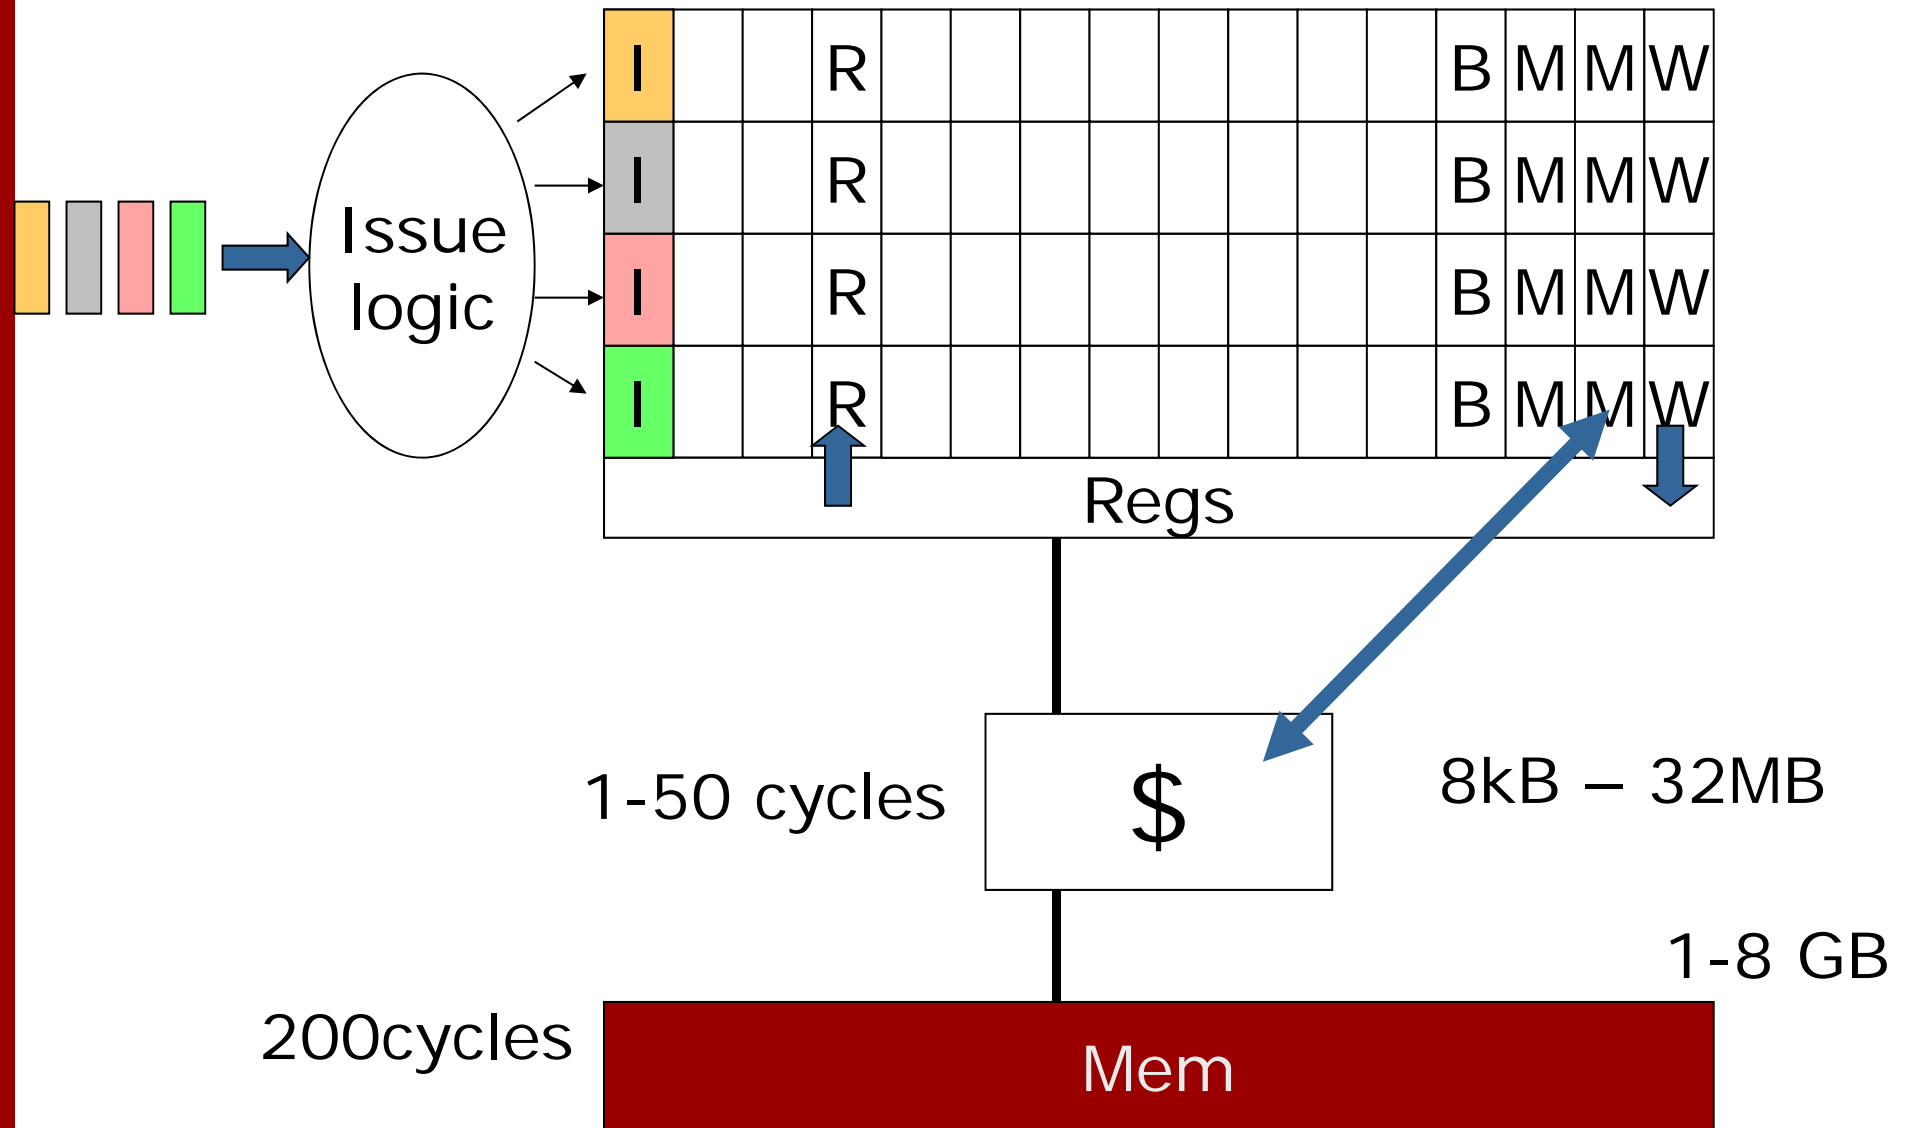 I R B M M W
I R B M M W
Issue
logic
I R B M M W
I R B M M W
Regs
1-50 cycles
$
8kB – 32MB
1-8 GB
200cycles
Mem